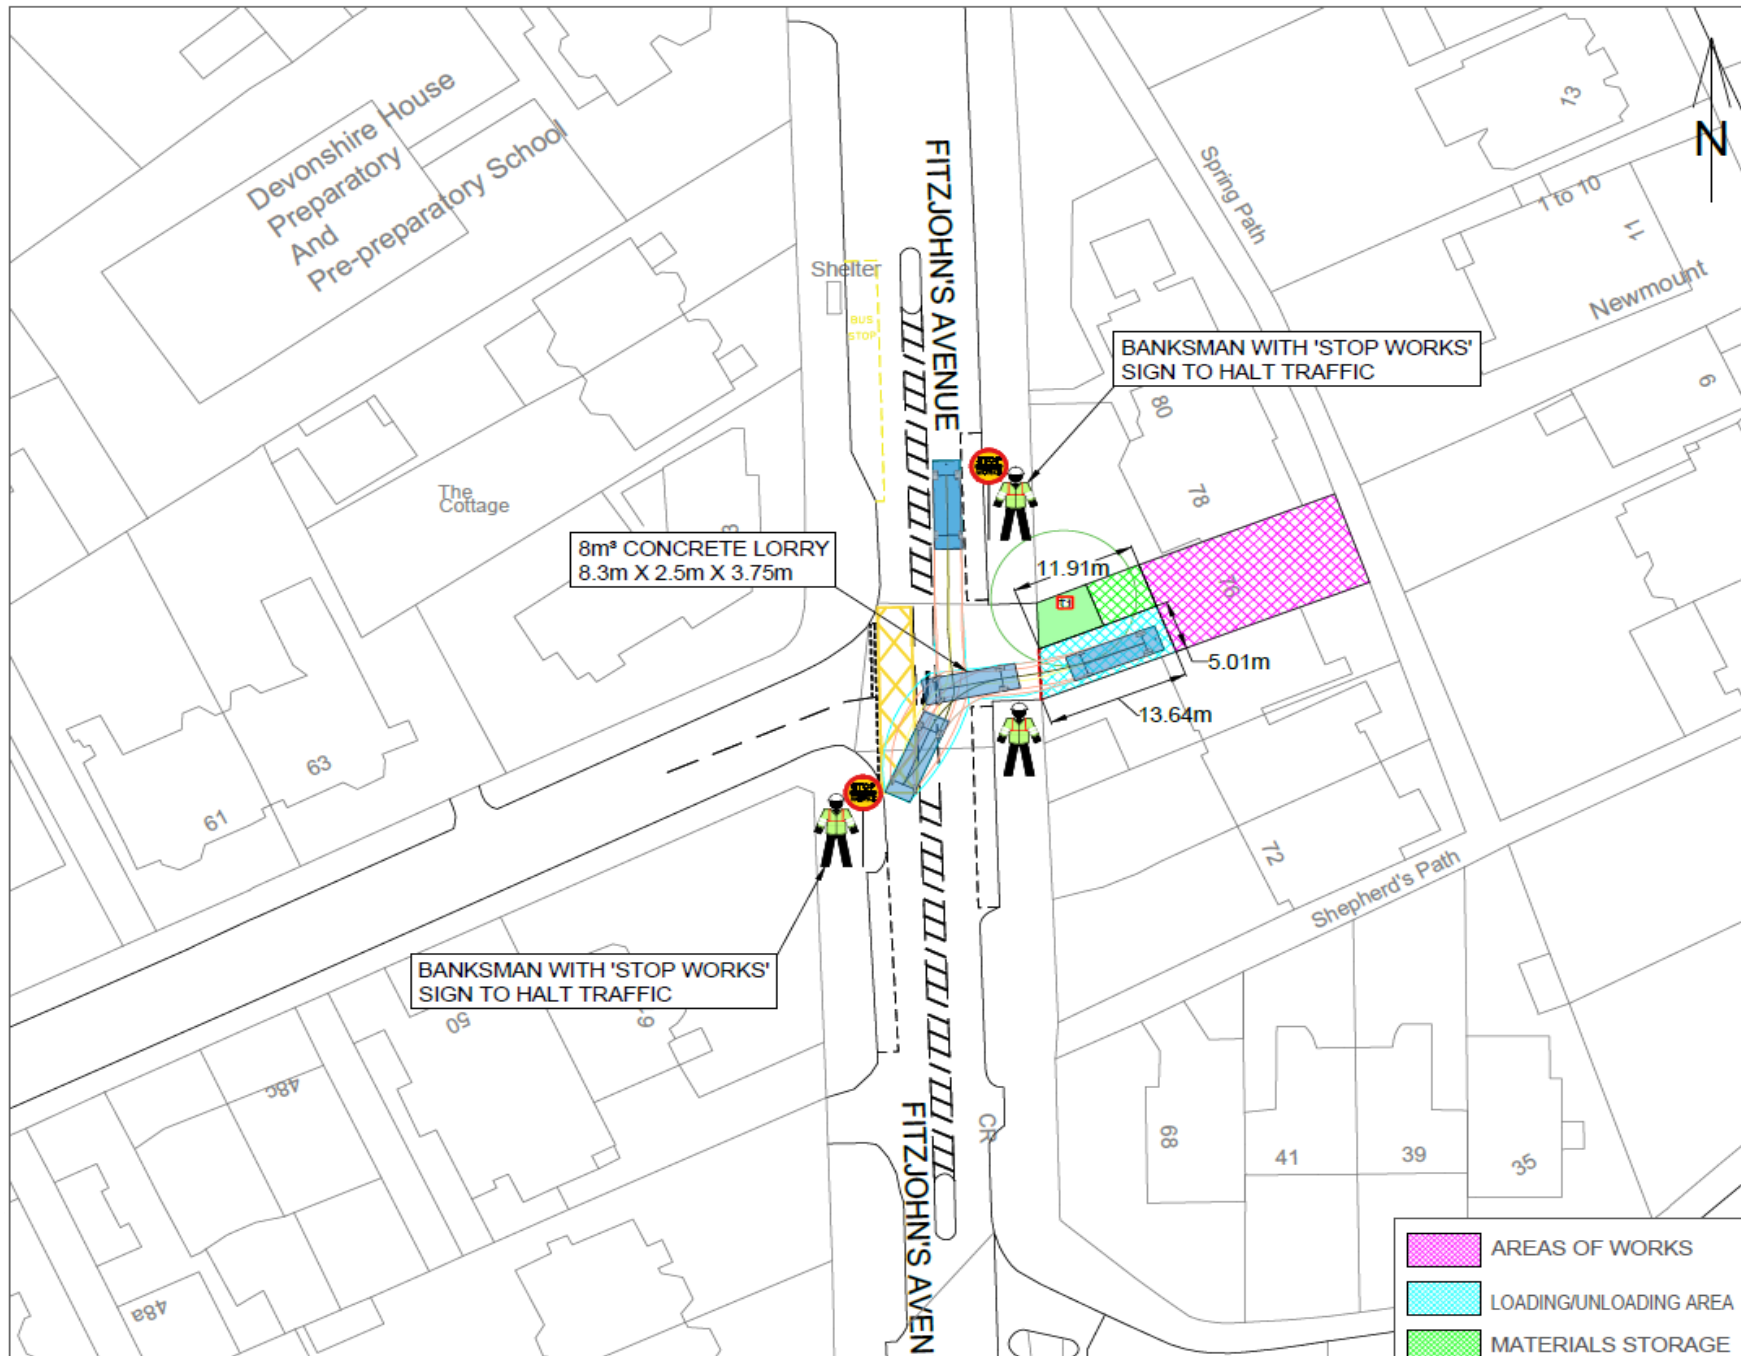 Devonshire House
Preparatory
And
Pre-preparatory School
FITZJOHN'S AVENUE
Spring Path
13
N
1 to 10
11
Newmount
Shelter
BUS
STOP
BANKSMAN WITH 'STOP WORKS'
SIGN TO HALT TRAFFIC
9
80
STOP
The
Cottage
78
8m³ CONCRETE LORRY
8.3m X 2.5m X 3.75m
11.91m
76
5.01m
13.64m
63
61
STOP
72
Shepherd's Path
BANKSMAN WITH 'STOP WORKS'
SIGN TO HALT TRAFFIC
50
48c
FITZJOHN'S AVEN
CR
68
41
39
35
48a
AREAS OF WORKS
LOADING/UNLOADING AREA
MATERIALS STORAGE